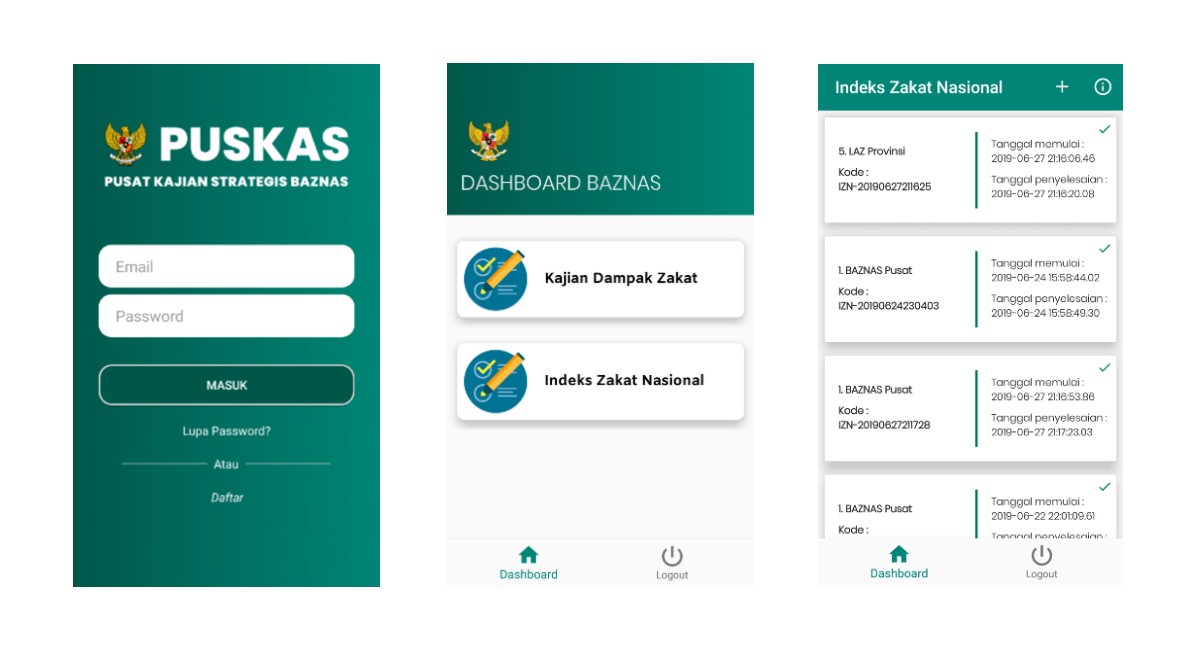 PUSKAS
PUSAT KAJIAN STRATEGIS BAZNAS
Email
Password
MASUK
Lupa Password?
Atau
Daftar
DASHBOARD BAZNAS
Kajian Dampak Zakat
Indeks Zakat Nasional
Dashboard
Logout
Indeks Zakat Nasional
5. LAZ Provinsi
Kode :
IZN-20190627211625
Tanggal memulai :
2019-06-27 21:16:06.46
Tanggal penyelesaian :
2019-06-27 21:16:20.08
1. BAZNAS Pusat
Kode :
IZN-20190624230403
Tanggal memulai :
2019-06-24 15:58:44.02
Tanggal penyelesaian :
2019-06-24 15:58:49.30
1. BAZNAS Pusat
Kode :
IZN-20190627211728
Tanggal memulai :
2019-06-27 21:16:53.86
Tanggal penyelesaian :
2019-06-27 21:17:23.03
1. BAZNAS Pusat
Kode :
Tanggal memulai :
2019-06-22 22:01:09.61
Tanggal penyelesaian :
Dashboard
Logout